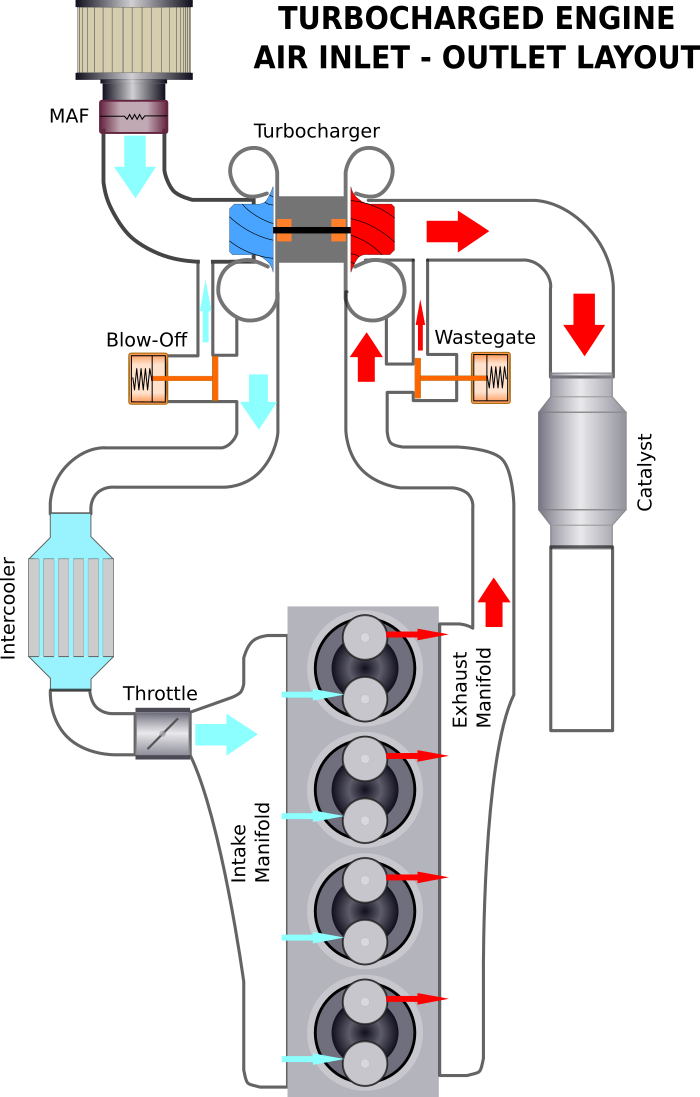 TURBOCHARGED ENGINE
AIR INLET - OUTLET LAYOUT
MAF
Turbocharger
Blow-Off
Wastegate
Catalyst
Intercooler
Throttle
Exhaust
Manifold
Intake
Manifold